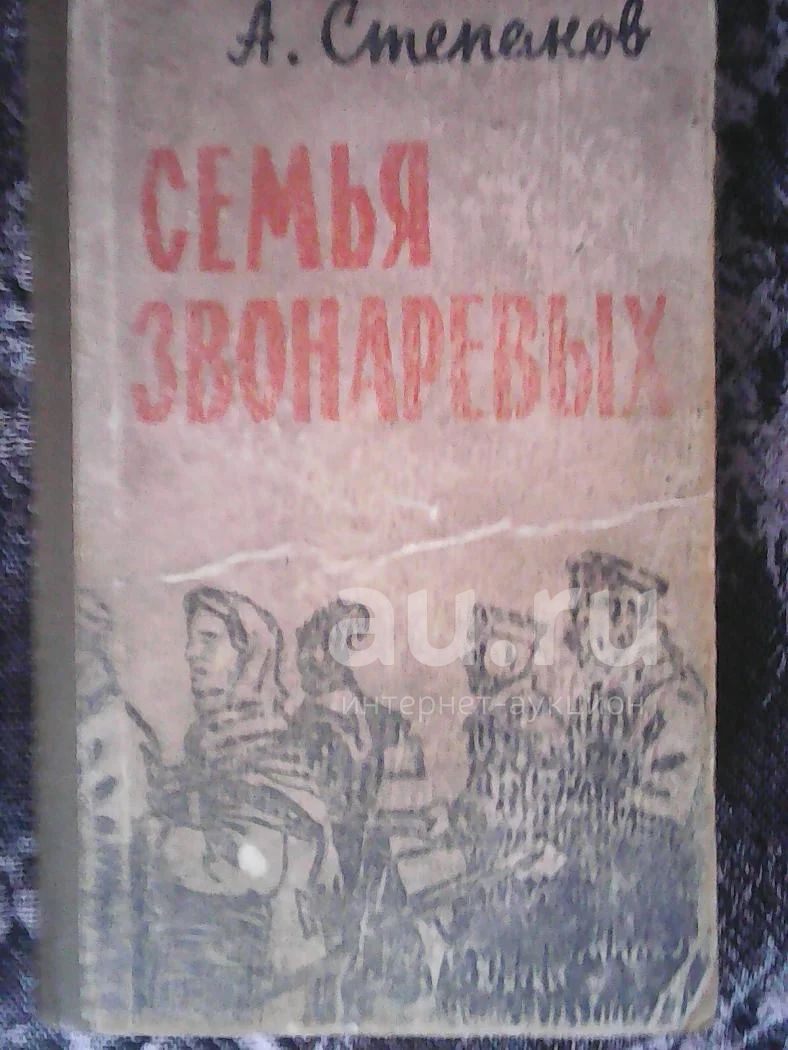 А. Степанов
СЕМЬЯ
ЗВОНАРЕВЫХ
au.ru
интернет-аукцион